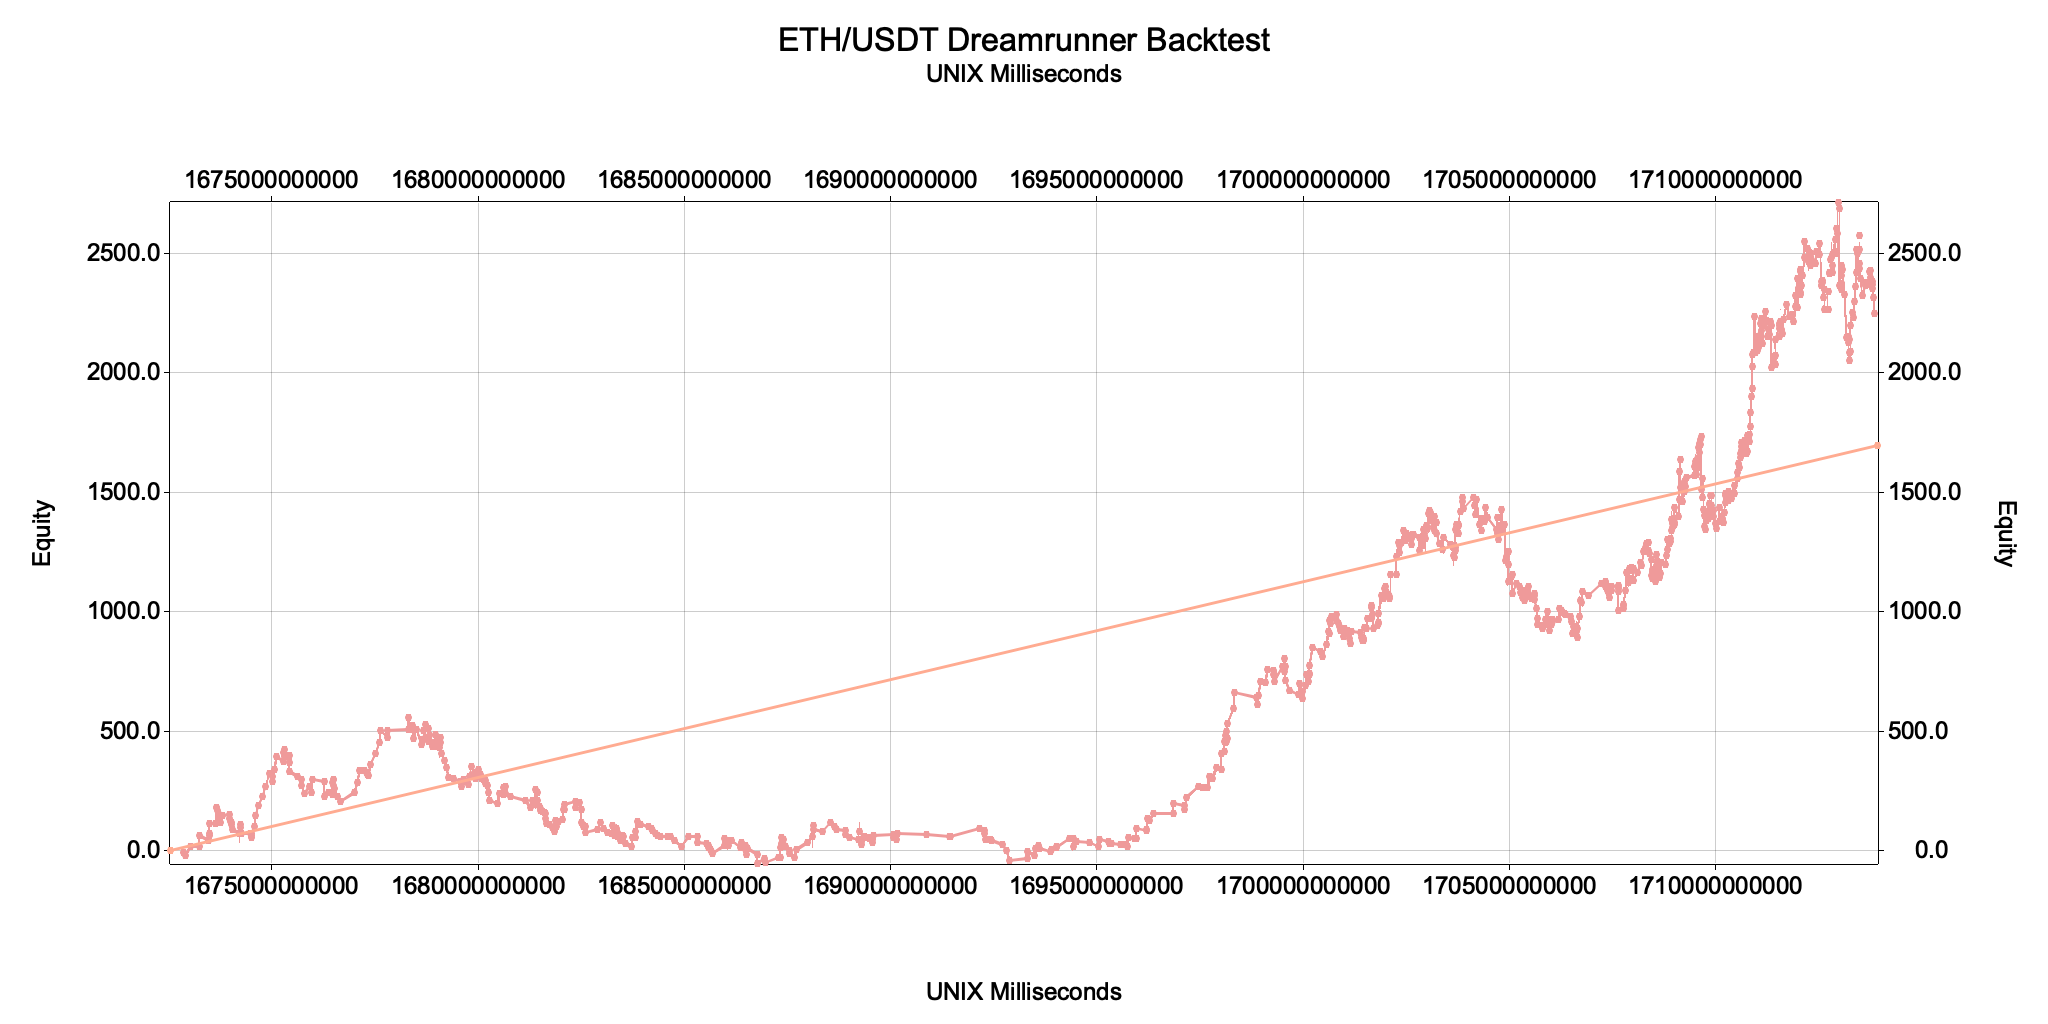 ETH/USDT Dreamrunner Backtest
UNIX Milliseconds
1675000000000 1680000000000 1685000000000 1690000000000 1695000000000 1700000000000 1705000000000 1710000000000
2500.0 2500.0
2000.0 2000.0
1500.0 1500.0
Equity Equity
1000.0 1000.0
500.0 500.0
0.0 0.0
1675000000000 1680000000000 1685000000000 1690000000000 1695000000000 1700000000000 1705000000000 1710000000000
UNIX Milliseconds